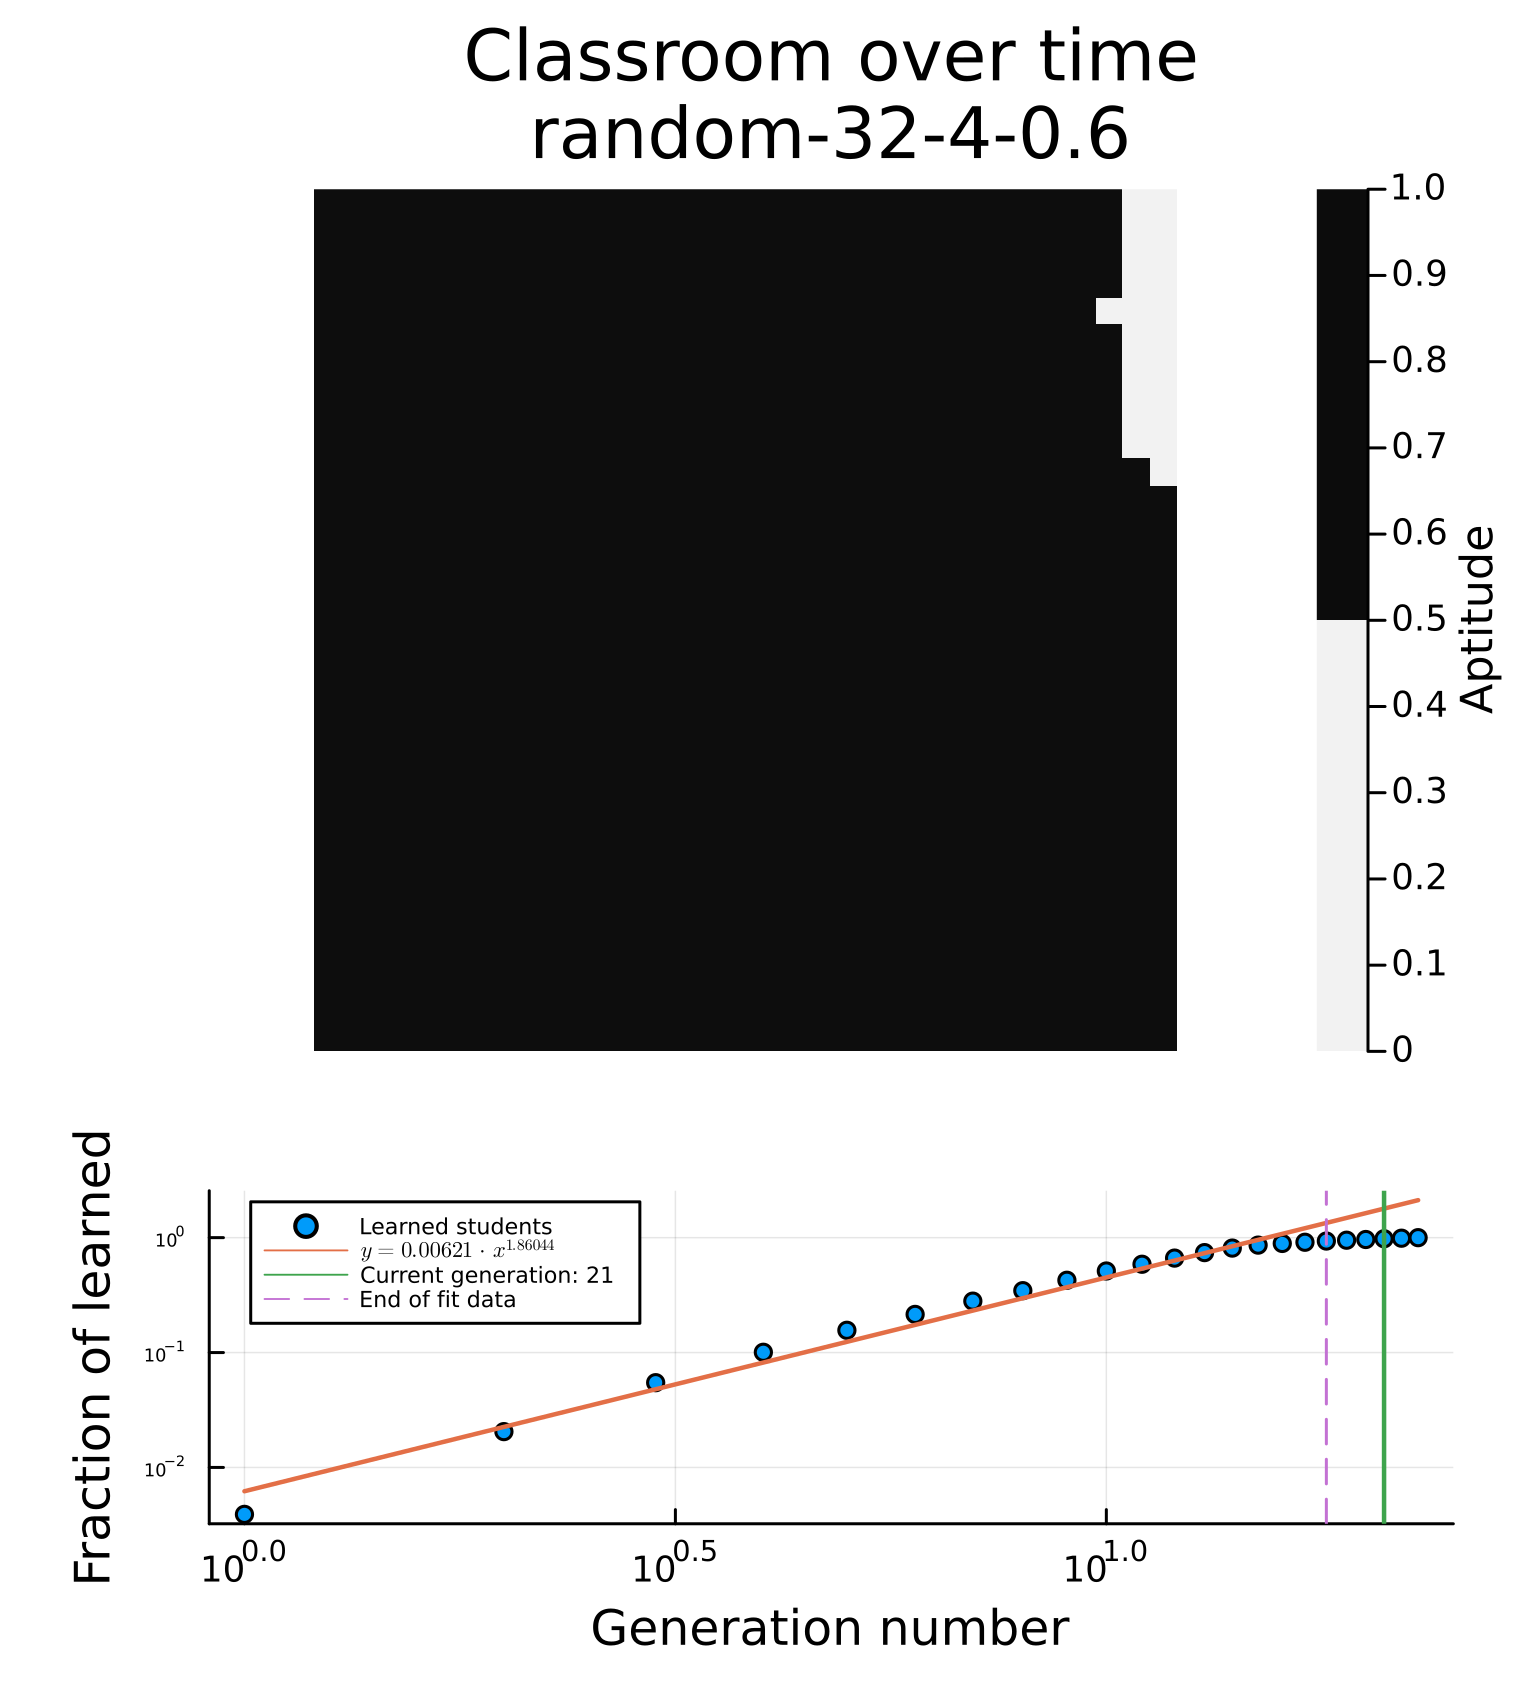 Classroom over time
random-32-4-0.6
1.0
0.9
0.8
0.7
0.6
0.5
0.4
0.3
0.2
0.1
0
Aptitude
Fraction of learned
10⁰
10⁻¹
10⁻²
Learned students
y = 0.00621 · x^1.86044
Current generation: 21
End of fit data
10^0.0
10^0.5
10^1.0
Generation number